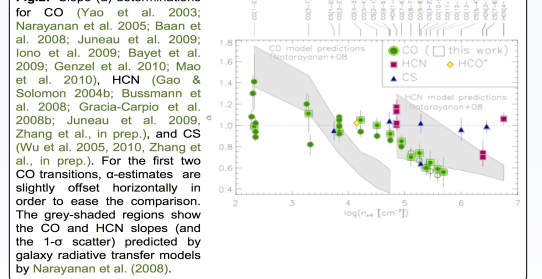 for CO (Yao et al. 2003;
Narayanan et al. 2005; Baan et
al. 2008; Juneau et al. 2009;
Iono et al. 2009; Bayet et al.
2009; Genzel et al. 2010; Mao
et al. 2010), HCN (Gao &
Solomon 2004b; Bussmann et
al. 2008; Gracia-Carpio et al.
2008b; Juneau et al. 2009,
Zhang et al., in prep.), and CS
(Wu et al. 2005, 2010, Zhang et
al., in prep.). For the first two
CO transitions, α-estimates are
slightly offset horizontally in
order to ease the comparison.
The grey-shaded regions show
the CO and HCN slopes (and
the 1-σ scatter) predicted by
galaxy radiative transfer models
by Narayanan et al. (2008).
CO model predictions
Natarayanan+08
CO ( this work)
HCN
HCO⁺
CS
HCN model predictions
Natarayanan+08
1.8
1.6
1.4
1.2
1.0
0.8
0.6
0.4
α
2
3
4
5
6
7
log(n_crit [cm⁻³])